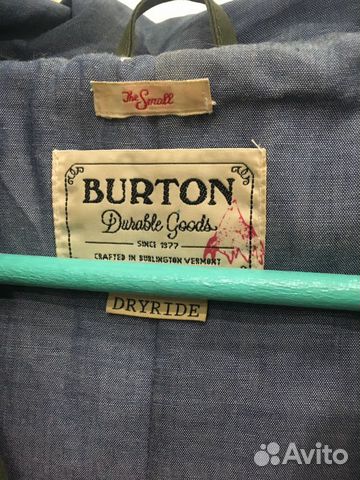 The Small
BURTON
Durable Goods
SINCE 1977
CRAFTED IN BURLINGTON VERMONT
DRYRIDE
Avito